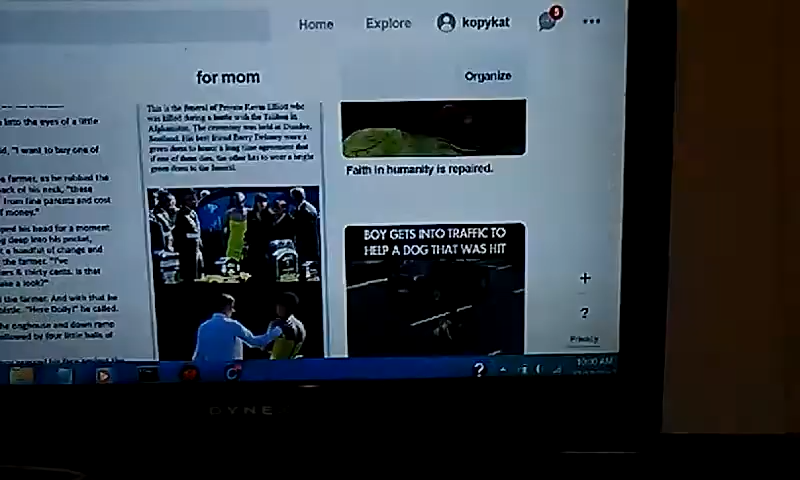 Home Explore kopykat 5
for mom
Organize
into the eyes of a little
"I want to buy one of
farmer, as he rubbed the
back of his neck, "these
from fine parents and cost
of money."
his head for a moment.
deep into his pocket,
a handful of change and
the farmer. "I've
& thirty cents. Is that
a look?"
the farmer. And with that he
"Here Dolly!" he called.
the doghouse and down ramp
followed by four little balls of
This is the funeral of Private Kevin Elliott who
was killed during a battle with the Taliban in
Afghanistan. The ceremony was held in Dundee,
Scotland. His best friend Barry Delaney wore a
green dress to honor a long time agreement that
if one of them dies, the other has to wear a bright
green dress to the funeral.
Faith in humanity is repaired.
BOY GETS INTO TRAFFIC TO
HELP A DOG THAT WAS HIT
+
?
Privacy
?
10:00 AM
DYNEX